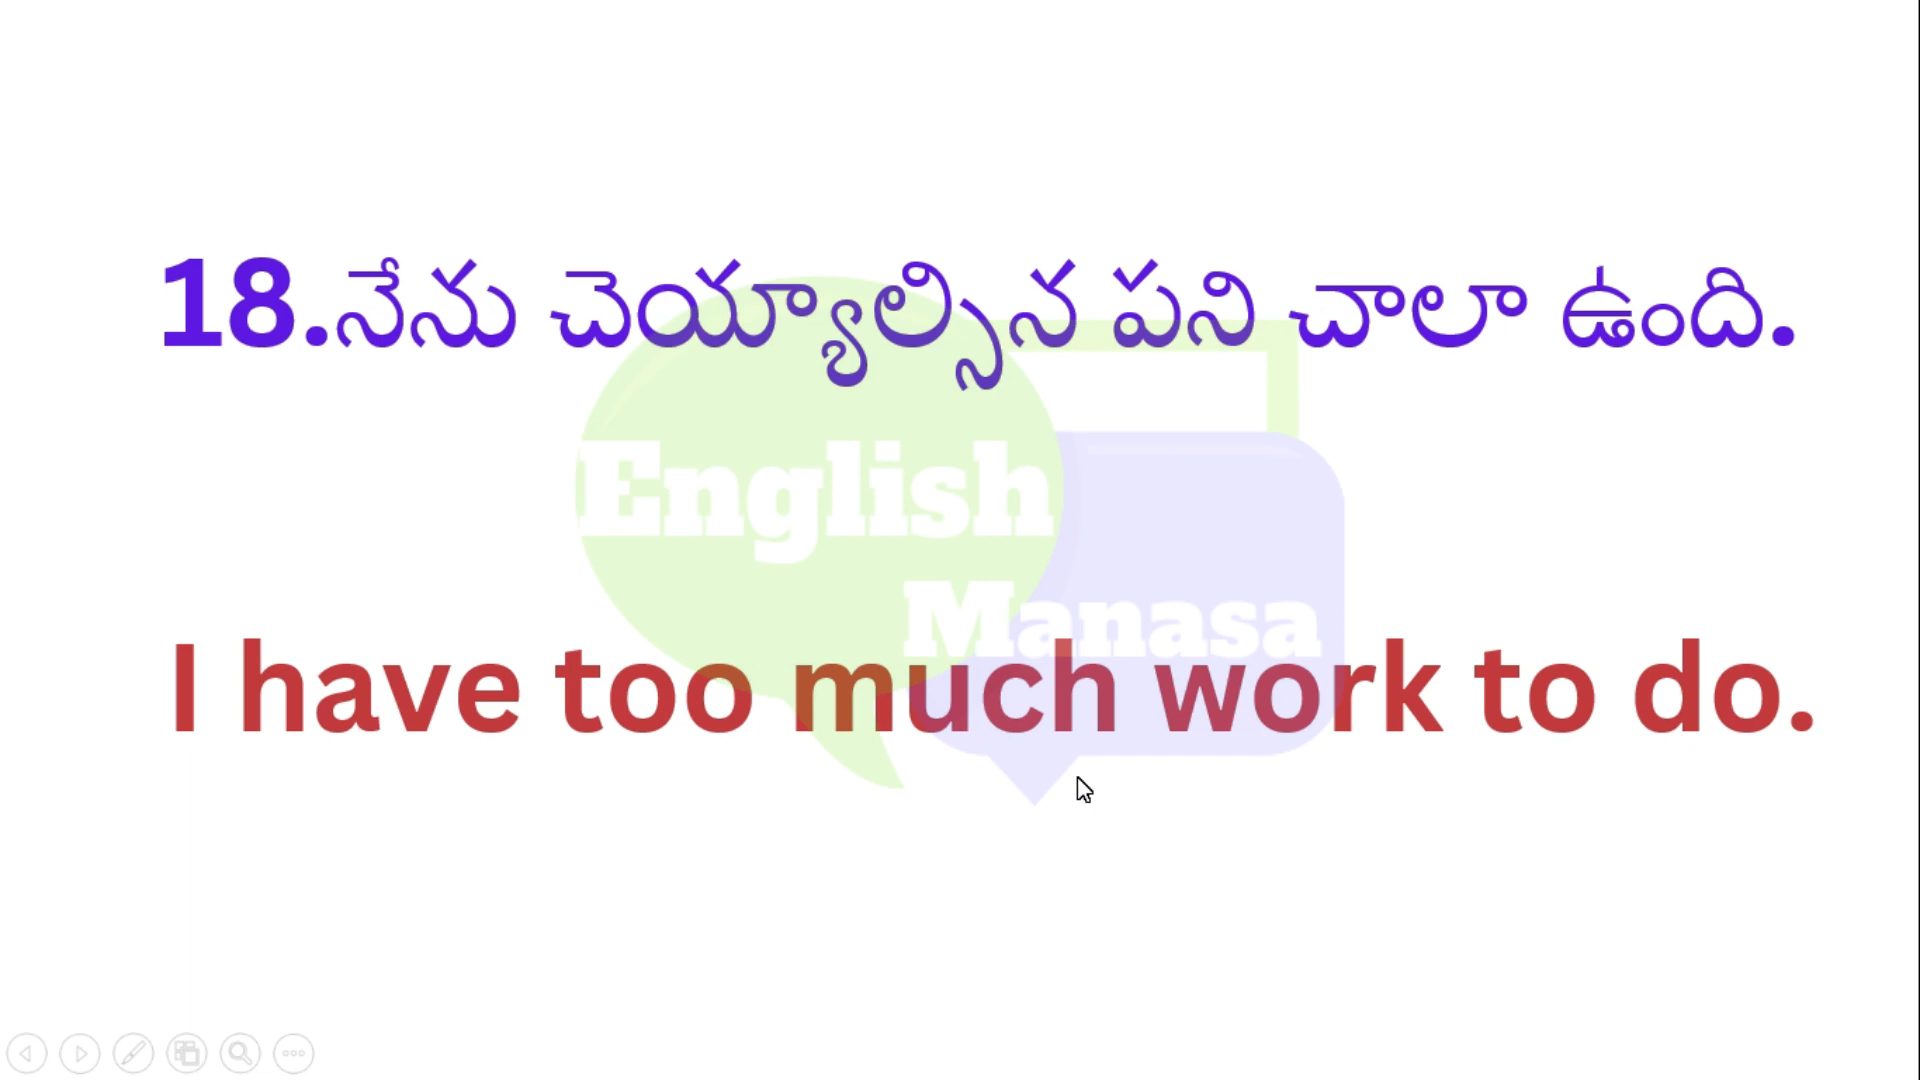 18.నేను చెయ్యాల్సిన పని చాలా ఉంది.
English
Manasa
I have too much work to do.